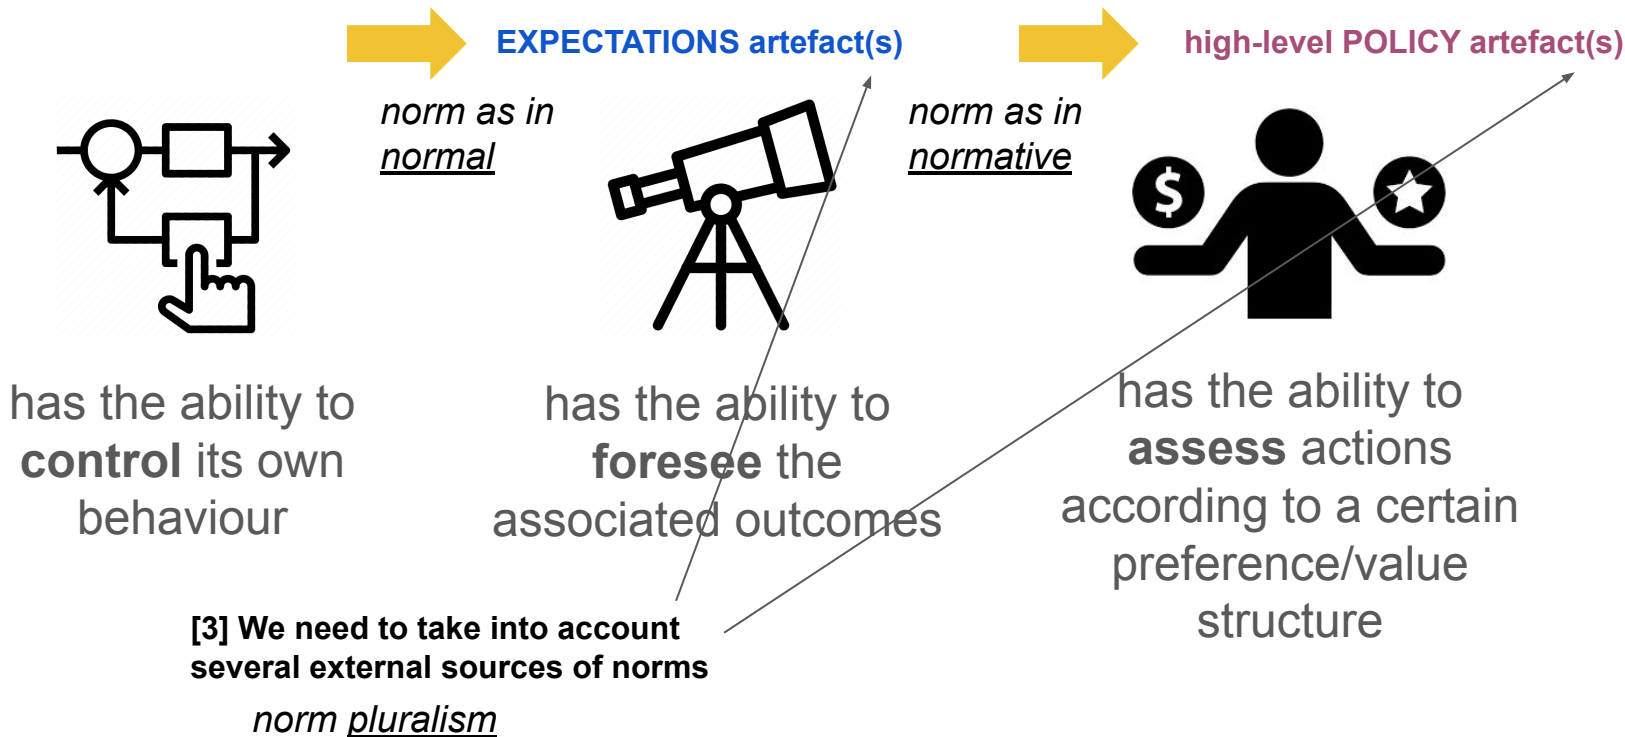 EXPECTATIONS artefact(s)
high-level POLICY artefact(s)
norm as in
normal
norm as in
normative
$
has the ability to
control its own
behaviour
has the ability to
foresee the
associated outcomes
has the ability to
assess actions
according to a certain
preference/value
structure
[3] We need to take into account
several external sources of norms
norm pluralism